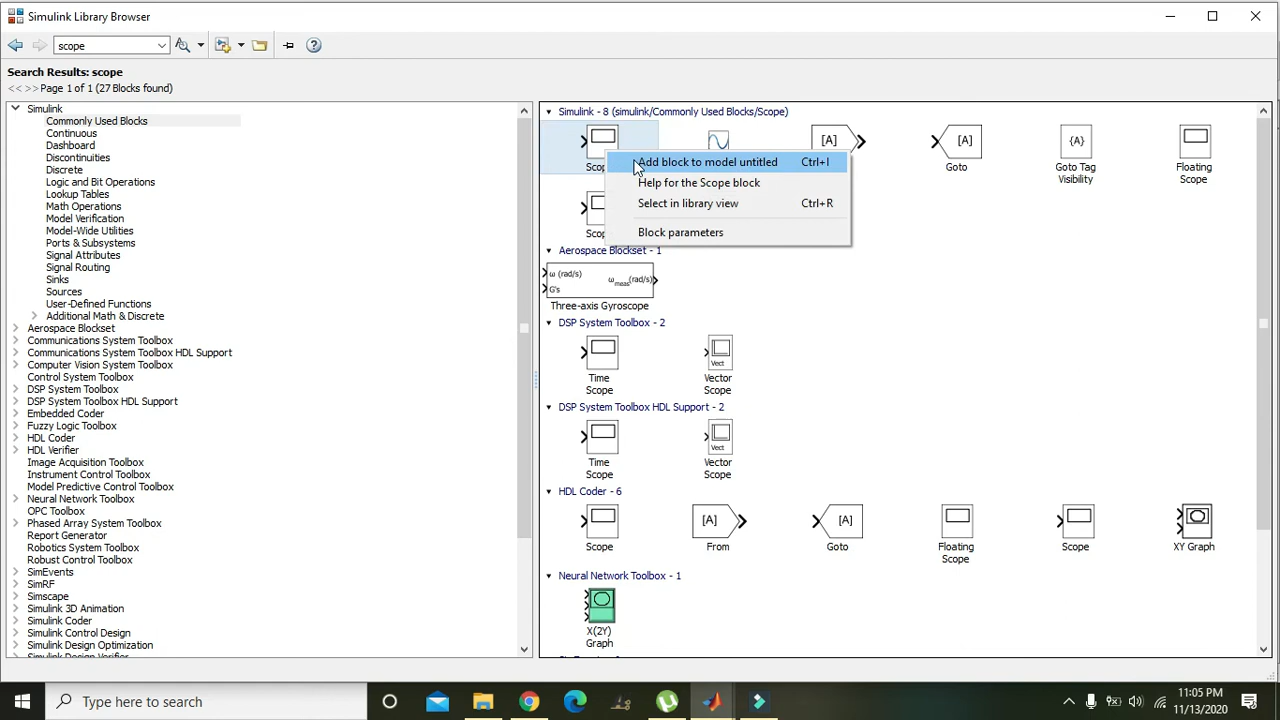 Simulink Library Browser
scope
Search Results: scope
<< >> Page 1 of 1 (27 Blocks found)
Simulink
Commonly Used Blocks
Continuous
Dashboard
Discontinuities
Discrete
Logic and Bit Operations
Lookup Tables
Math Operations
Model Verification
Model-Wide Utilities
Ports & Subsystems
Signal Attributes
Signal Routing
Sinks
Sources
User-Defined Functions
Additional Math & Discrete
Aerospace Blockset
Communications System Toolbox
Communications System Toolbox HDL Support
Computer Vision System Toolbox
Control System Toolbox
DSP System Toolbox
DSP System Toolbox HDL Support
Embedded Coder
Fuzzy Logic Toolbox
HDL Coder
HDL Verifier
Image Acquisition Toolbox
Instrument Control Toolbox
Model Predictive Control Toolbox
Neural Network Toolbox
OPC Toolbox
Phased Array System Toolbox
Report Generator
Robotics System Toolbox
Robust Control Toolbox
SimEvents
SimRF
Simscape
Simulink 3D Animation
Simulink Coder
Simulink Control Design
Simulink Design Optimization
Simulink Design Verifier
Simulink - 8 (simulink/Commonly Used Blocks/Scope)
[A] [A] {A}
Goto
Goto Tag Visibility
Floating Scope
Add block to model untitled Ctrl+I
Help for the Scope block
Select in library view Ctrl+R
Block parameters
Aerospace Blockset - 1
ω (rad/s) ωmeas(rad/s)
G's
Three-axis Gyroscope
DSP System Toolbox - 2
Vect
Time Scope
Vector Scope
DSP System Toolbox HDL Support - 2
Vect
Time Scope
Vector Scope
HDL Coder - 6
[A] [A]
Scope From Goto Floating Scope Scope XY Graph
Neural Network Toolbox - 1
X(2Y) Graph
Type here to search
11:05 PM
11/13/2020